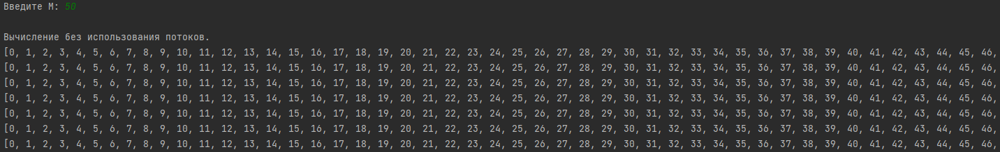 Введите M: 50
Вычисление без использования потоков.
[0, 1, 2, 3, 4, 5, 6, 7, 8, 9, 10, 11, 12, 13, 14, 15, 16, 17, 18, 19, 20, 21, 22, 23, 24, 25, 26, 27, 28, 29, 30, 31, 32, 33, 34, 35, 36, 37, 38, 39, 40, 41, 42, 43, 44, 45, 46,
[0, 1, 2, 3, 4, 5, 6, 7, 8, 9, 10, 11, 12, 13, 14, 15, 16, 17, 18, 19, 20, 21, 22, 23, 24, 25, 26, 27, 28, 29, 30, 31, 32, 33, 34, 35, 36, 37, 38, 39, 40, 41, 42, 43, 44, 45, 46,
[0, 1, 2, 3, 4, 5, 6, 7, 8, 9, 10, 11, 12, 13, 14, 15, 16, 17, 18, 19, 20, 21, 22, 23, 24, 25, 26, 27, 28, 29, 30, 31, 32, 33, 34, 35, 36, 37, 38, 39, 40, 41, 42, 43, 44, 45, 46,
[0, 1, 2, 3, 4, 5, 6, 7, 8, 9, 10, 11, 12, 13, 14, 15, 16, 17, 18, 19, 20, 21, 22, 23, 24, 25, 26, 27, 28, 29, 30, 31, 32, 33, 34, 35, 36, 37, 38, 39, 40, 41, 42, 43, 44, 45, 46,
[0, 1, 2, 3, 4, 5, 6, 7, 8, 9, 10, 11, 12, 13, 14, 15, 16, 17, 18, 19, 20, 21, 22, 23, 24, 25, 26, 27, 28, 29, 30, 31, 32, 33, 34, 35, 36, 37, 38, 39, 40, 41, 42, 43, 44, 45, 46,
[0, 1, 2, 3, 4, 5, 6, 7, 8, 9, 10, 11, 12, 13, 14, 15, 16, 17, 18, 19, 20, 21, 22, 23, 24, 25, 26, 27, 28, 29, 30, 31, 32, 33, 34, 35, 36, 37, 38, 39, 40, 41, 42, 43, 44, 45, 46,
[0, 1, 2, 3, 4, 5, 6, 7, 8, 9, 10, 11, 12, 13, 14, 15, 16, 17, 18, 19, 20, 21, 22, 23, 24, 25, 26, 27, 28, 29, 30, 31, 32, 33, 34, 35, 36, 37, 38, 39, 40, 41, 42, 43, 44, 45, 46,